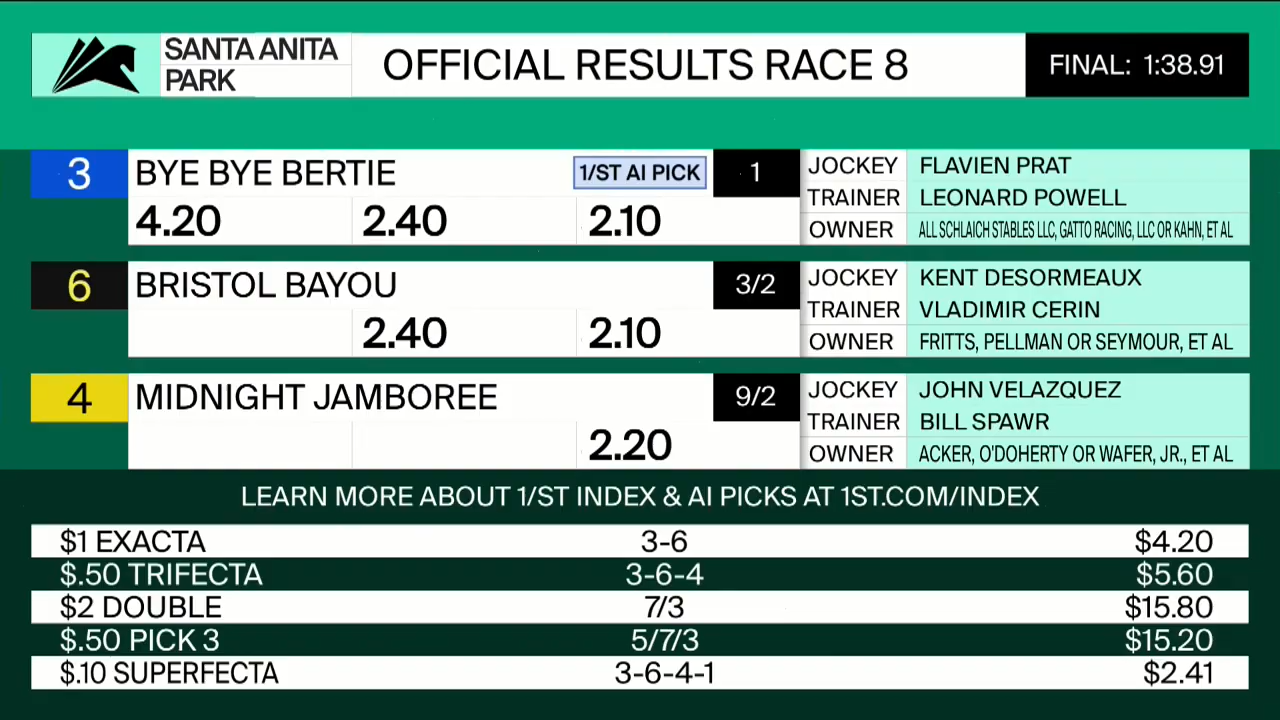 SANTA ANITA
PARK
OFFICIAL RESULTS RACE 8
FINAL: 1:38.91
3 BYE BYE BERTIE 1/ST AI PICK 1
4.20 2.40 2.10
JOCKEY FLAVIEN PRAT
TRAINER LEONARD POWELL
OWNER ALL SCHLAICH STABLES LLC, GATTO RACING, LLC OR KAHN, ET AL
6 BRISTOL BAYOU 3/2
2.40 2.10
JOCKEY KENT DESORMEAUX
TRAINER VLADIMIR CERIN
OWNER FRITTS, PELLMAN OR SEYMOUR, ET AL
4 MIDNIGHT JAMBOREE 9/2
2.20
JOCKEY JOHN VELAZQUEZ
TRAINER BILL SPAWR
OWNER ACKER, O'DOHERTY OR WAFER, JR., ET AL
LEARN MORE ABOUT 1/ST INDEX & AI PICKS AT 1ST.COM/INDEX
$1 EXACTA 3-6 $4.20
$.50 TRIFECTA 3-6-4 $5.60
$2 DOUBLE 7/3 $15.80
$.50 PICK 3 5/7/3 $15.20
$.10 SUPERFECTA 3-6-4-1 $2.41